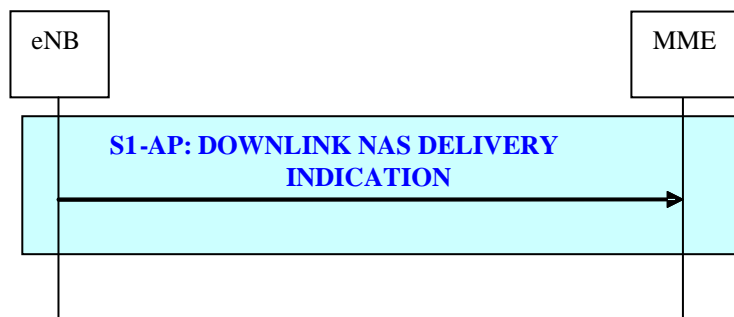 eNB
MME
S1-AP: DOWNLINK NAS DELIVERY
INDICATION